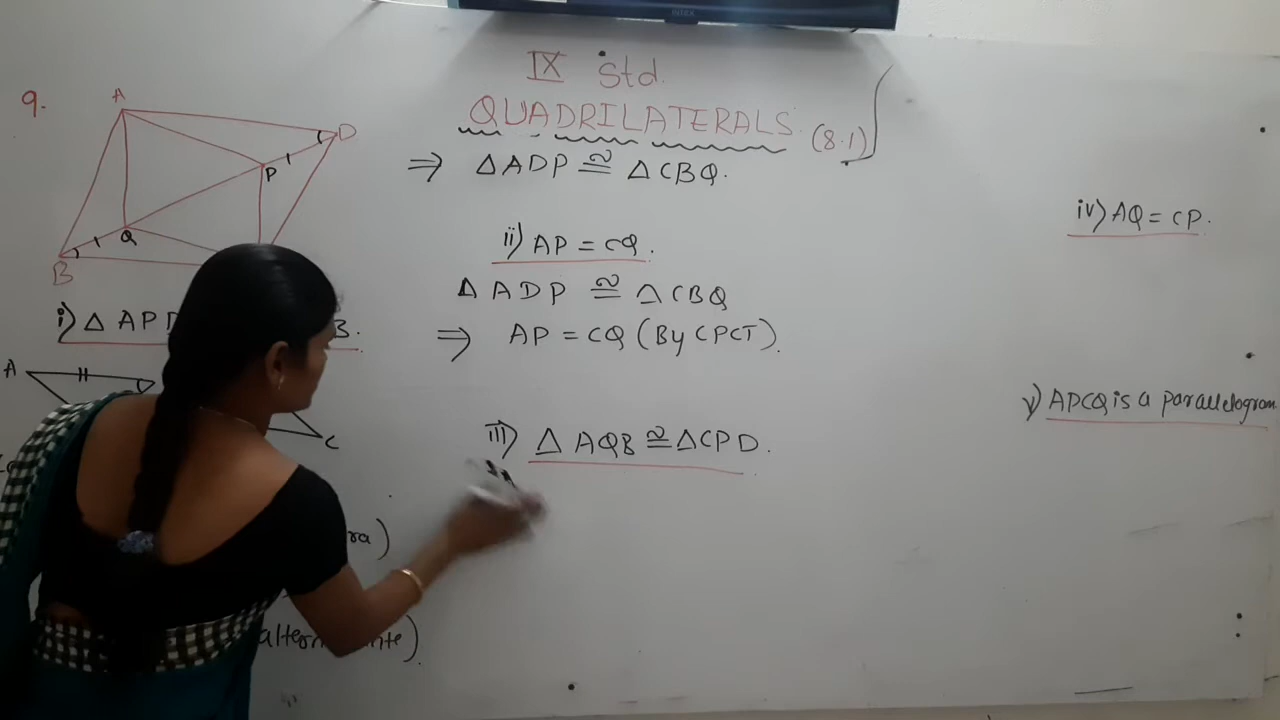 intex
IX Std.
QUADRILATERALS. (8.1)
9.
A
D
P
Q
B
⇒ △ADP ≅ △CBQ.
ii) AP = CQ.
△ADP ≅ △CBQ
⇒ AP = CQ (By CPCT).
iii) △AQB ≅ △CPD.
i) △APD B.
A
C
iv) AQ = CP.
v) APCQ is a parallelogram